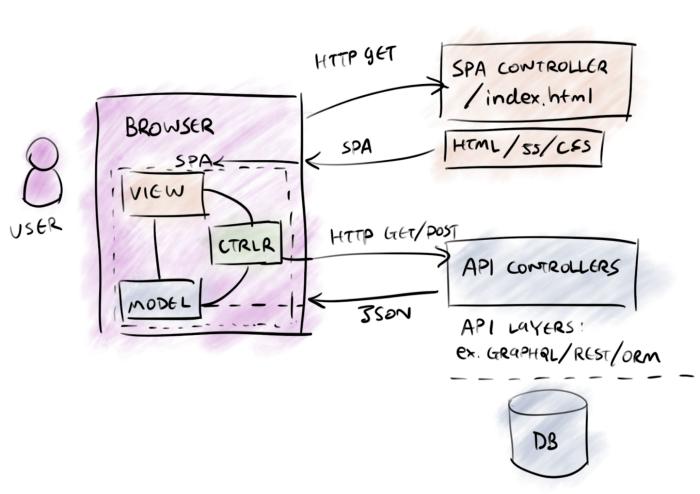 HTTP GET
SPA CONTROLLER
/index.html
BROWSER
HTML/JS/CSS
SPA
SPA
VIEW
USER
HTTP GET/POST
CTRLR
API CONTROLLERS
MODEL
JSON
API LAYERS:
ex. GRAPHQL/REST/ORM
DB